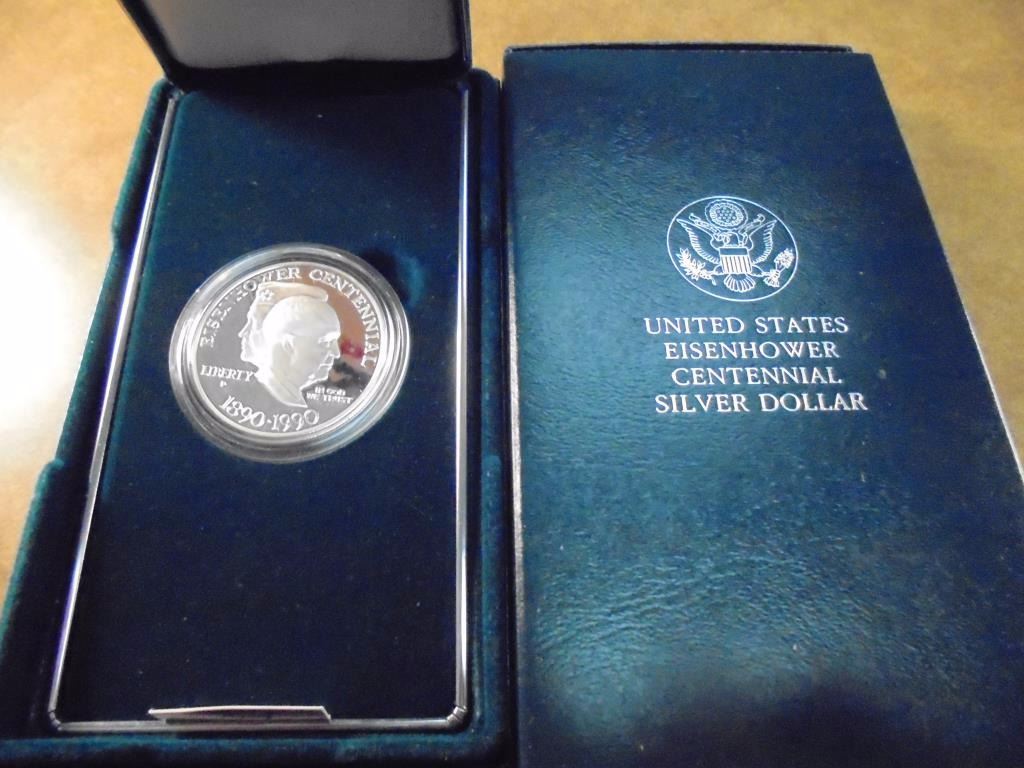 EISENHOWER CENTENNIAL
LIBERTY
P
IN GOD
WE TRUST
1890-1990
UNITED STATES
EISENHOWER
CENTENNIAL
SILVER DOLLAR